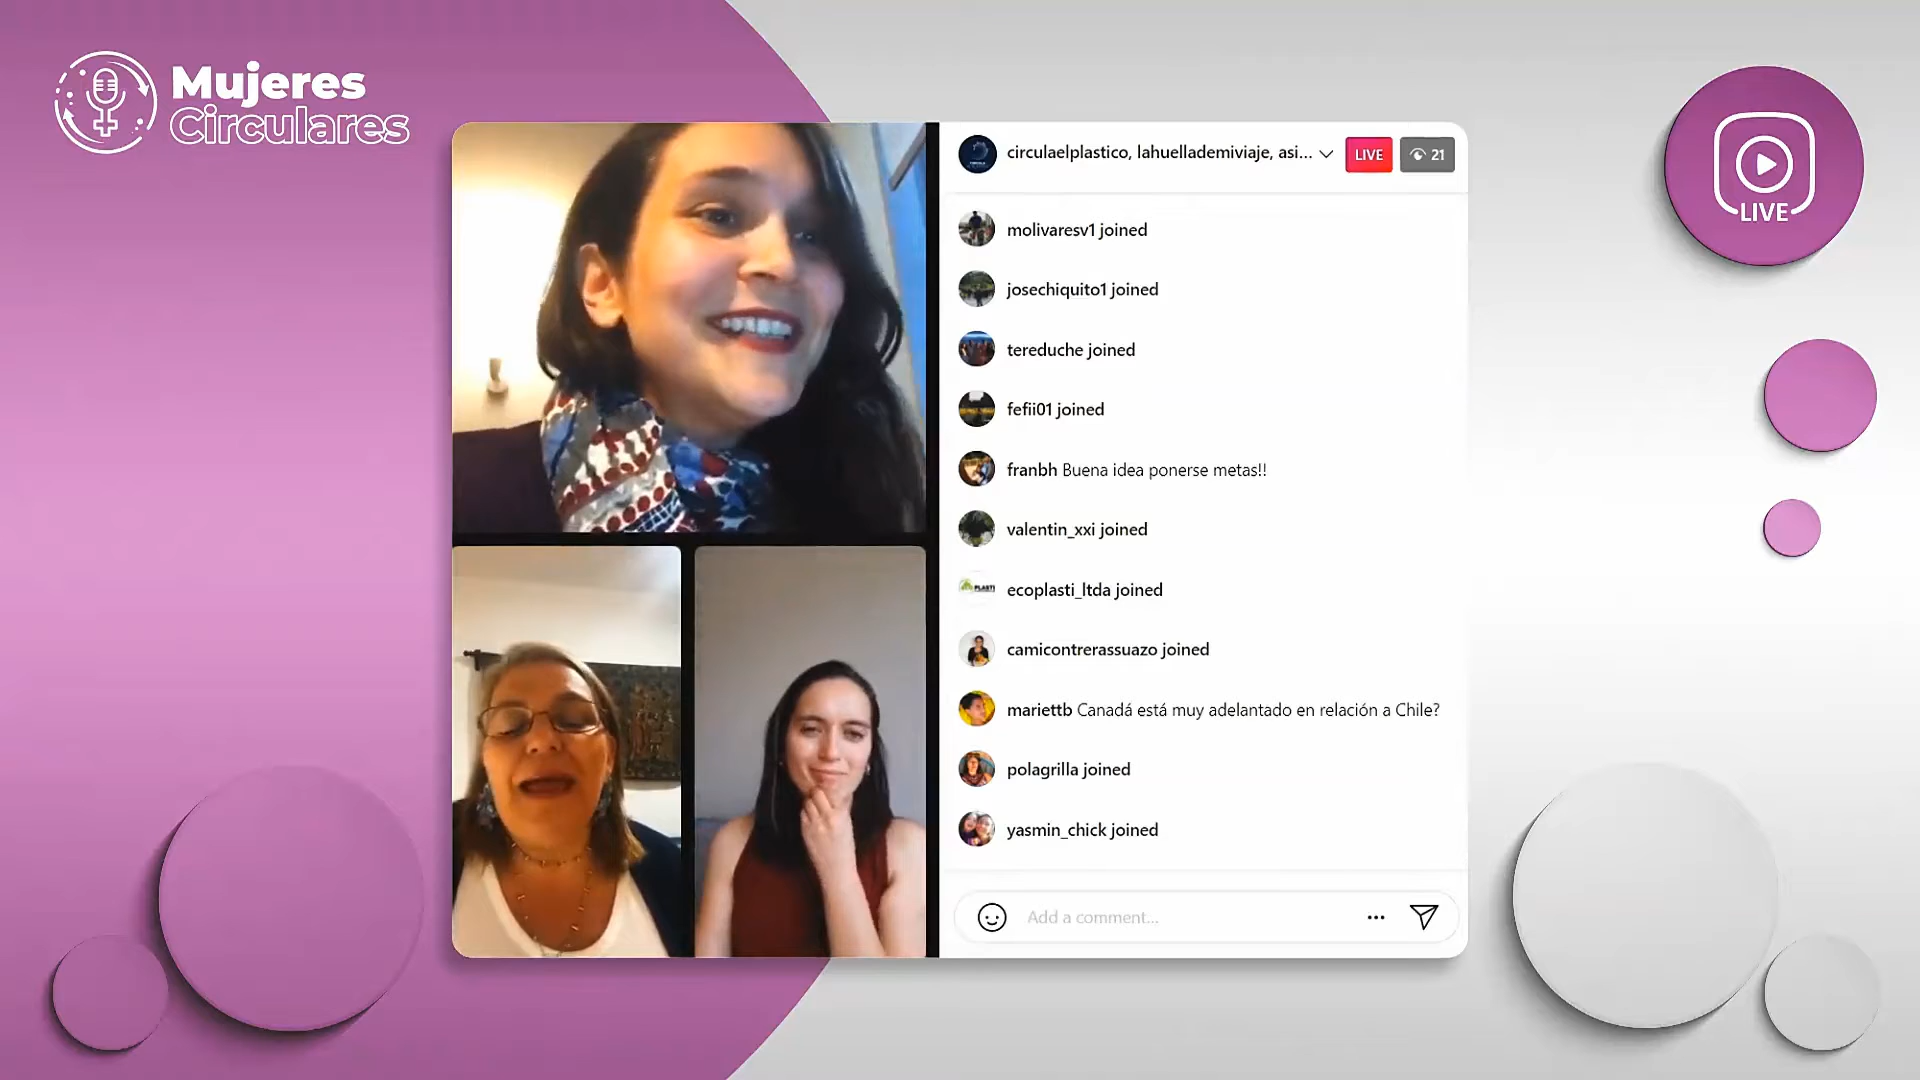 Mujeres
Circulares
circulaelplastico, lahuellademiviaje, asi...
LIVE
21
LIVE
molivaresv1 joined
josechiquito1 joined
tereduche joined
fefii01 joined
franbh Buena idea ponerse metas!!
valentin_xxi joined
PLASTI
ecoplasti_ltda joined
camicontrerassuazo joined
mariettb Canadá está muy adelantado en relación a Chile?
polagrilla joined
yasmin_chick joined
Add a comment...